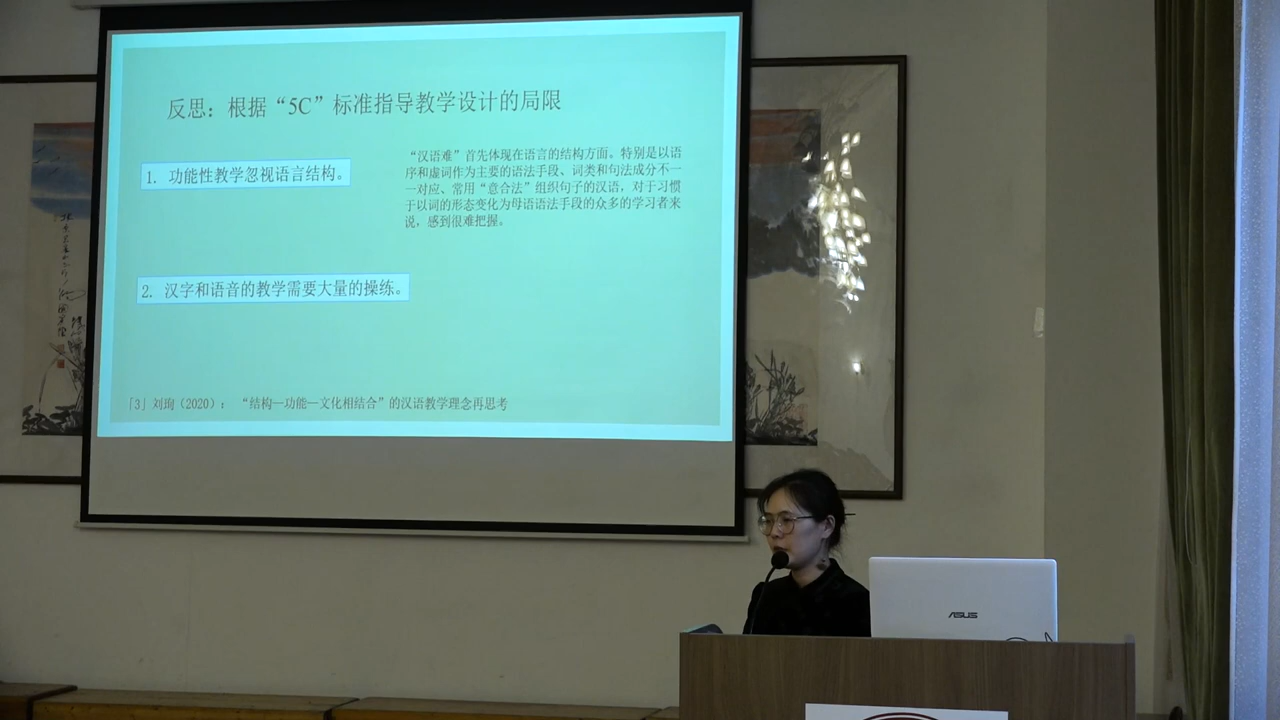 反思：根据“5C”标准指导教学设计的局限
1. 功能性教学忽视语言结构。
“汉语难”首先体现在语言的结构方面。特别是以语
序和虚词作为主要的语法手段、词类和句法成分不一
一对应、常用“意合法”组织句子的汉语，对于习惯
于以词的形态变化为母语语法手段的众多的学习者来
说，感到很难把握。
2. 汉字和语音的教学需要大量的操练。
「3」刘珣（2020）： “结构—功能—文化相结合”的汉语教学理念再思考
ASUS